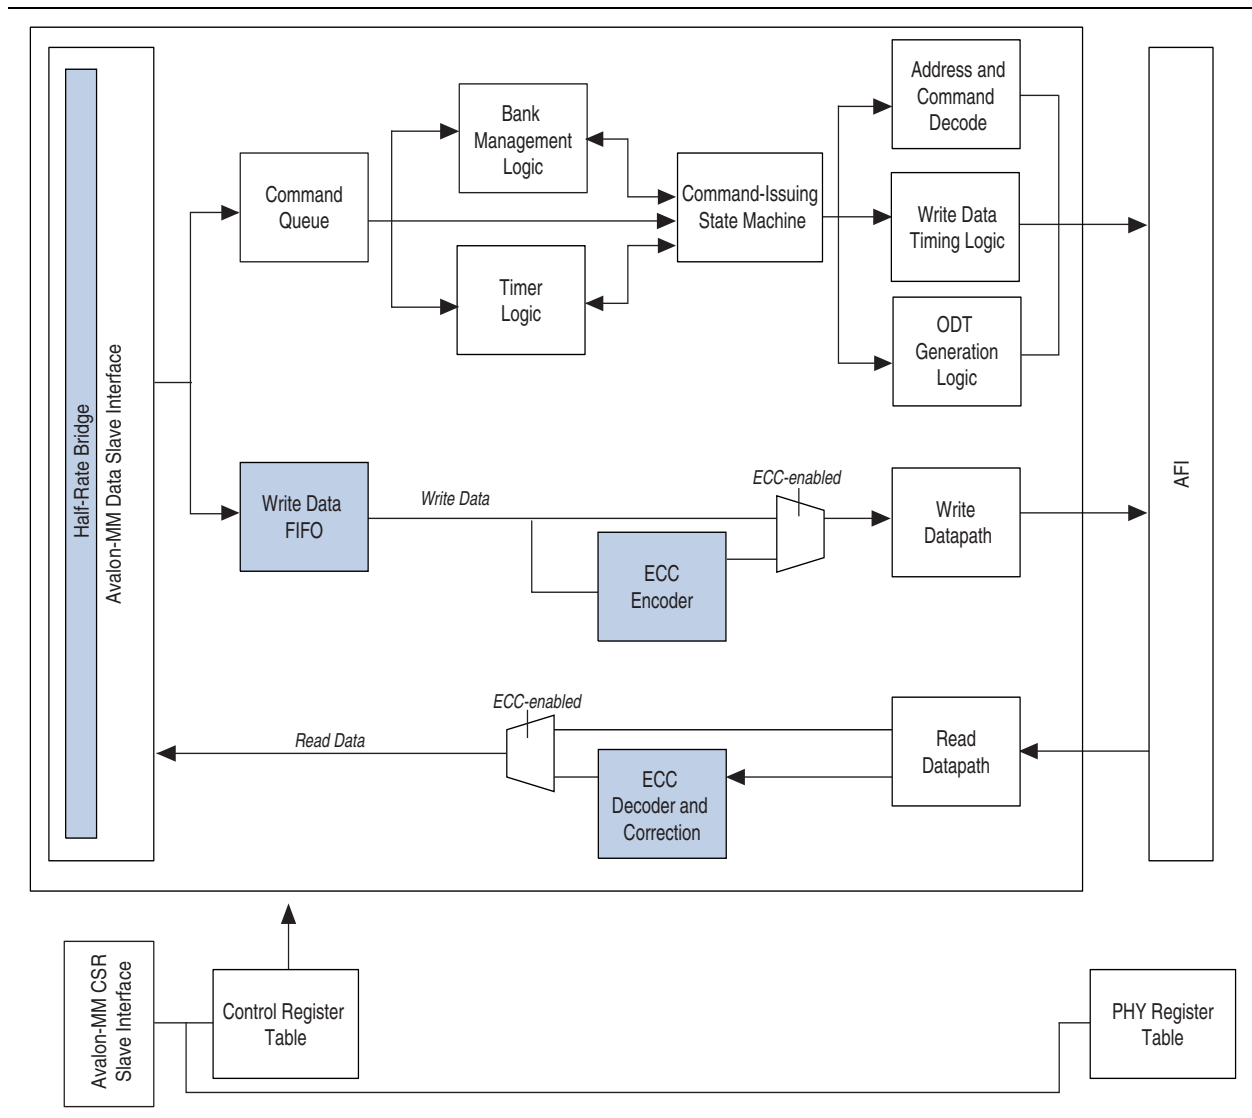 Half-Rate Bridge
Avalon-MM Data Slave Interface
Command
Queue
Bank
Management
Logic
Timer
Logic
Command-Issuing
State Machine
Address and
Command
Decode
Write Data
Timing Logic
ODT
Generation
Logic
AFI
Write Data
FIFO
Write Data
ECC
Encoder
ECC-enabled
Write
Datapath
Read Data
ECC-enabled
ECC
Decoder and
Correction
Read
Datapath
Avalon-MM CSR
Slave Interface
Control Register
Table
PHY Register
Table